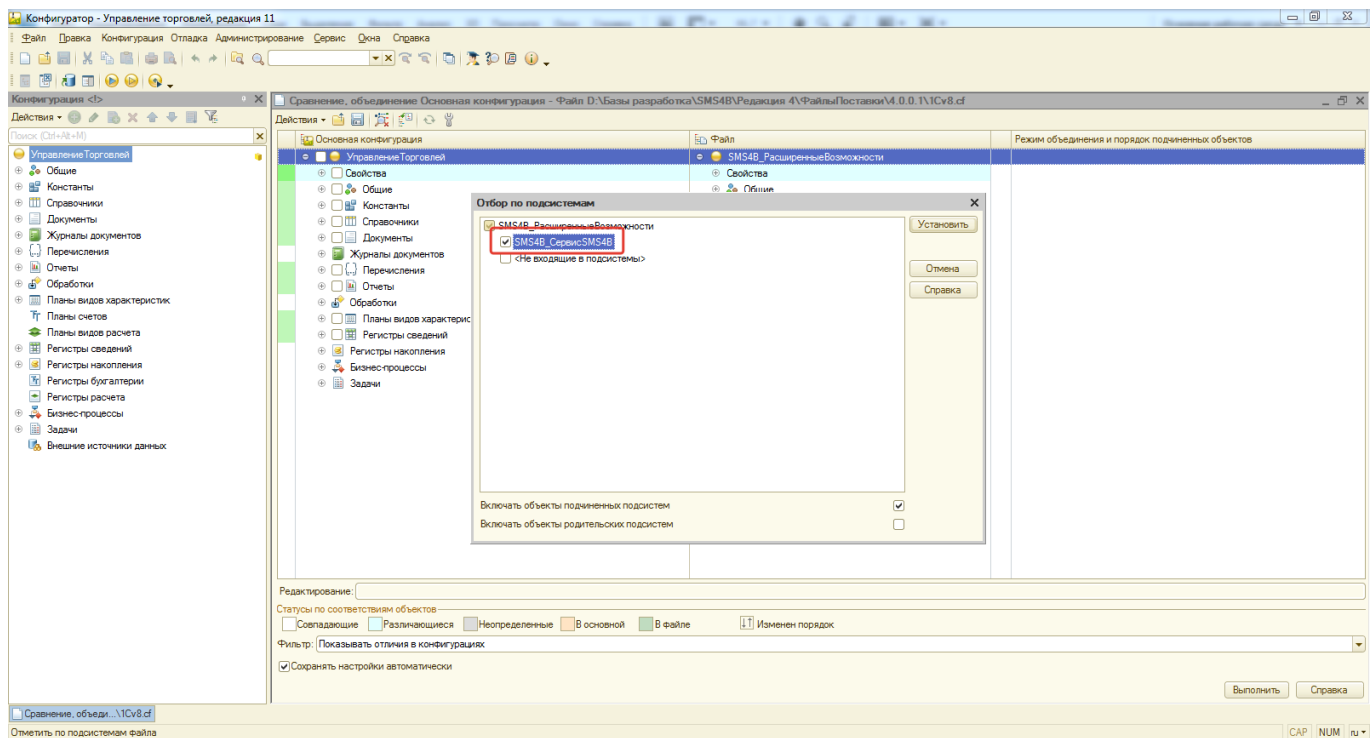 Конфигуратор - Управление торговлей, редакция 11
Файл Правка Конфигурация Отладка Администрирование Сервис Окна Справка
Конфигурация <!>
Сравнение, объединение Основная конфигурация - Файл D:\Базы разработка\SMS4B\Редакция 4\ФайлыПоставки\4.0.0.1\1Cv8.cf
Действия
Действия
Поиск (Ctrl+Alt+M)
Основная конфигурация
Файл
Режим объединения и порядок подчиненных объектов
УправлениеТорговлей
Общие
Константы
Справочники
Документы
Журналы документов
Перечисления
Отчеты
Обработки
Планы видов характеристик
Планы счетов
Планы видов расчета
Регистры сведений
Регистры накопления
Регистры бухгалтерии
Регистры расчета
Бизнес-процессы
Задачи
Внешние источники данных
УправлениеТорговлей
SMS4B_РасширенныеВозможности
Свойства
Свойства
Общие
Общие
Константы
Справочники
Документы
Журналы документов
Перечисления
Отчеты
Обработки
Планы видов характерис
Регистры сведений
Регистры накопления
Бизнес-процессы
Задачи
Отбор по подсистемам
SMS4B_РасширенныеВозможности
SMS4B_СервисSMS4B
<Не входящие в подсистемы>
Установить
Отмена
Справка
Включать объекты подчиненных подсистем
Включать объекты родительских подсистем
Редактирование:
Статусы по соответствиям объектов
Совпадающие Различающиеся Неопределенные В основной В файле Изменен порядок
Фильтр: Показывать отличия в конфигурациях
Сохранять настройки автоматически
Выполнить Справка
Сравнение, объеди...\1Cv8.cf
Отметить по подсистемам файла
CAP NUM ru